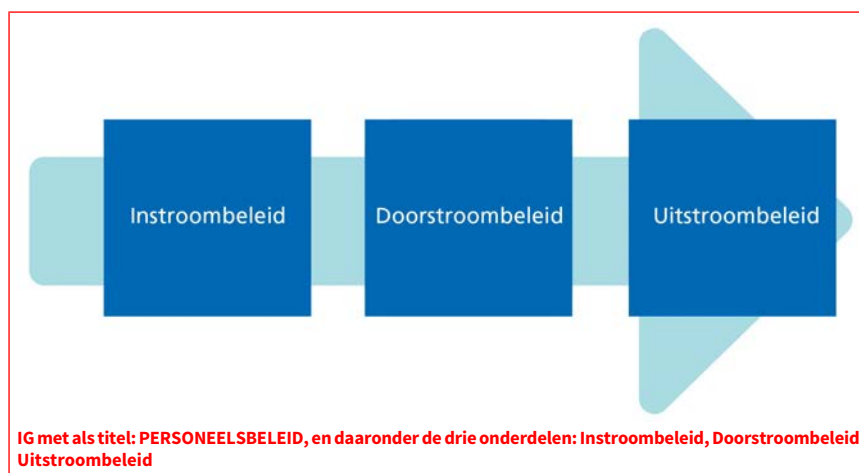 Instroombeleid
Doorstroombeleid
Uitstroombeleid
IG met als titel: PERSONEELSBELEID, en daaronder de drie onderdelen: Instroombeleid, Doorstroombeleid
Uitstroombeleid